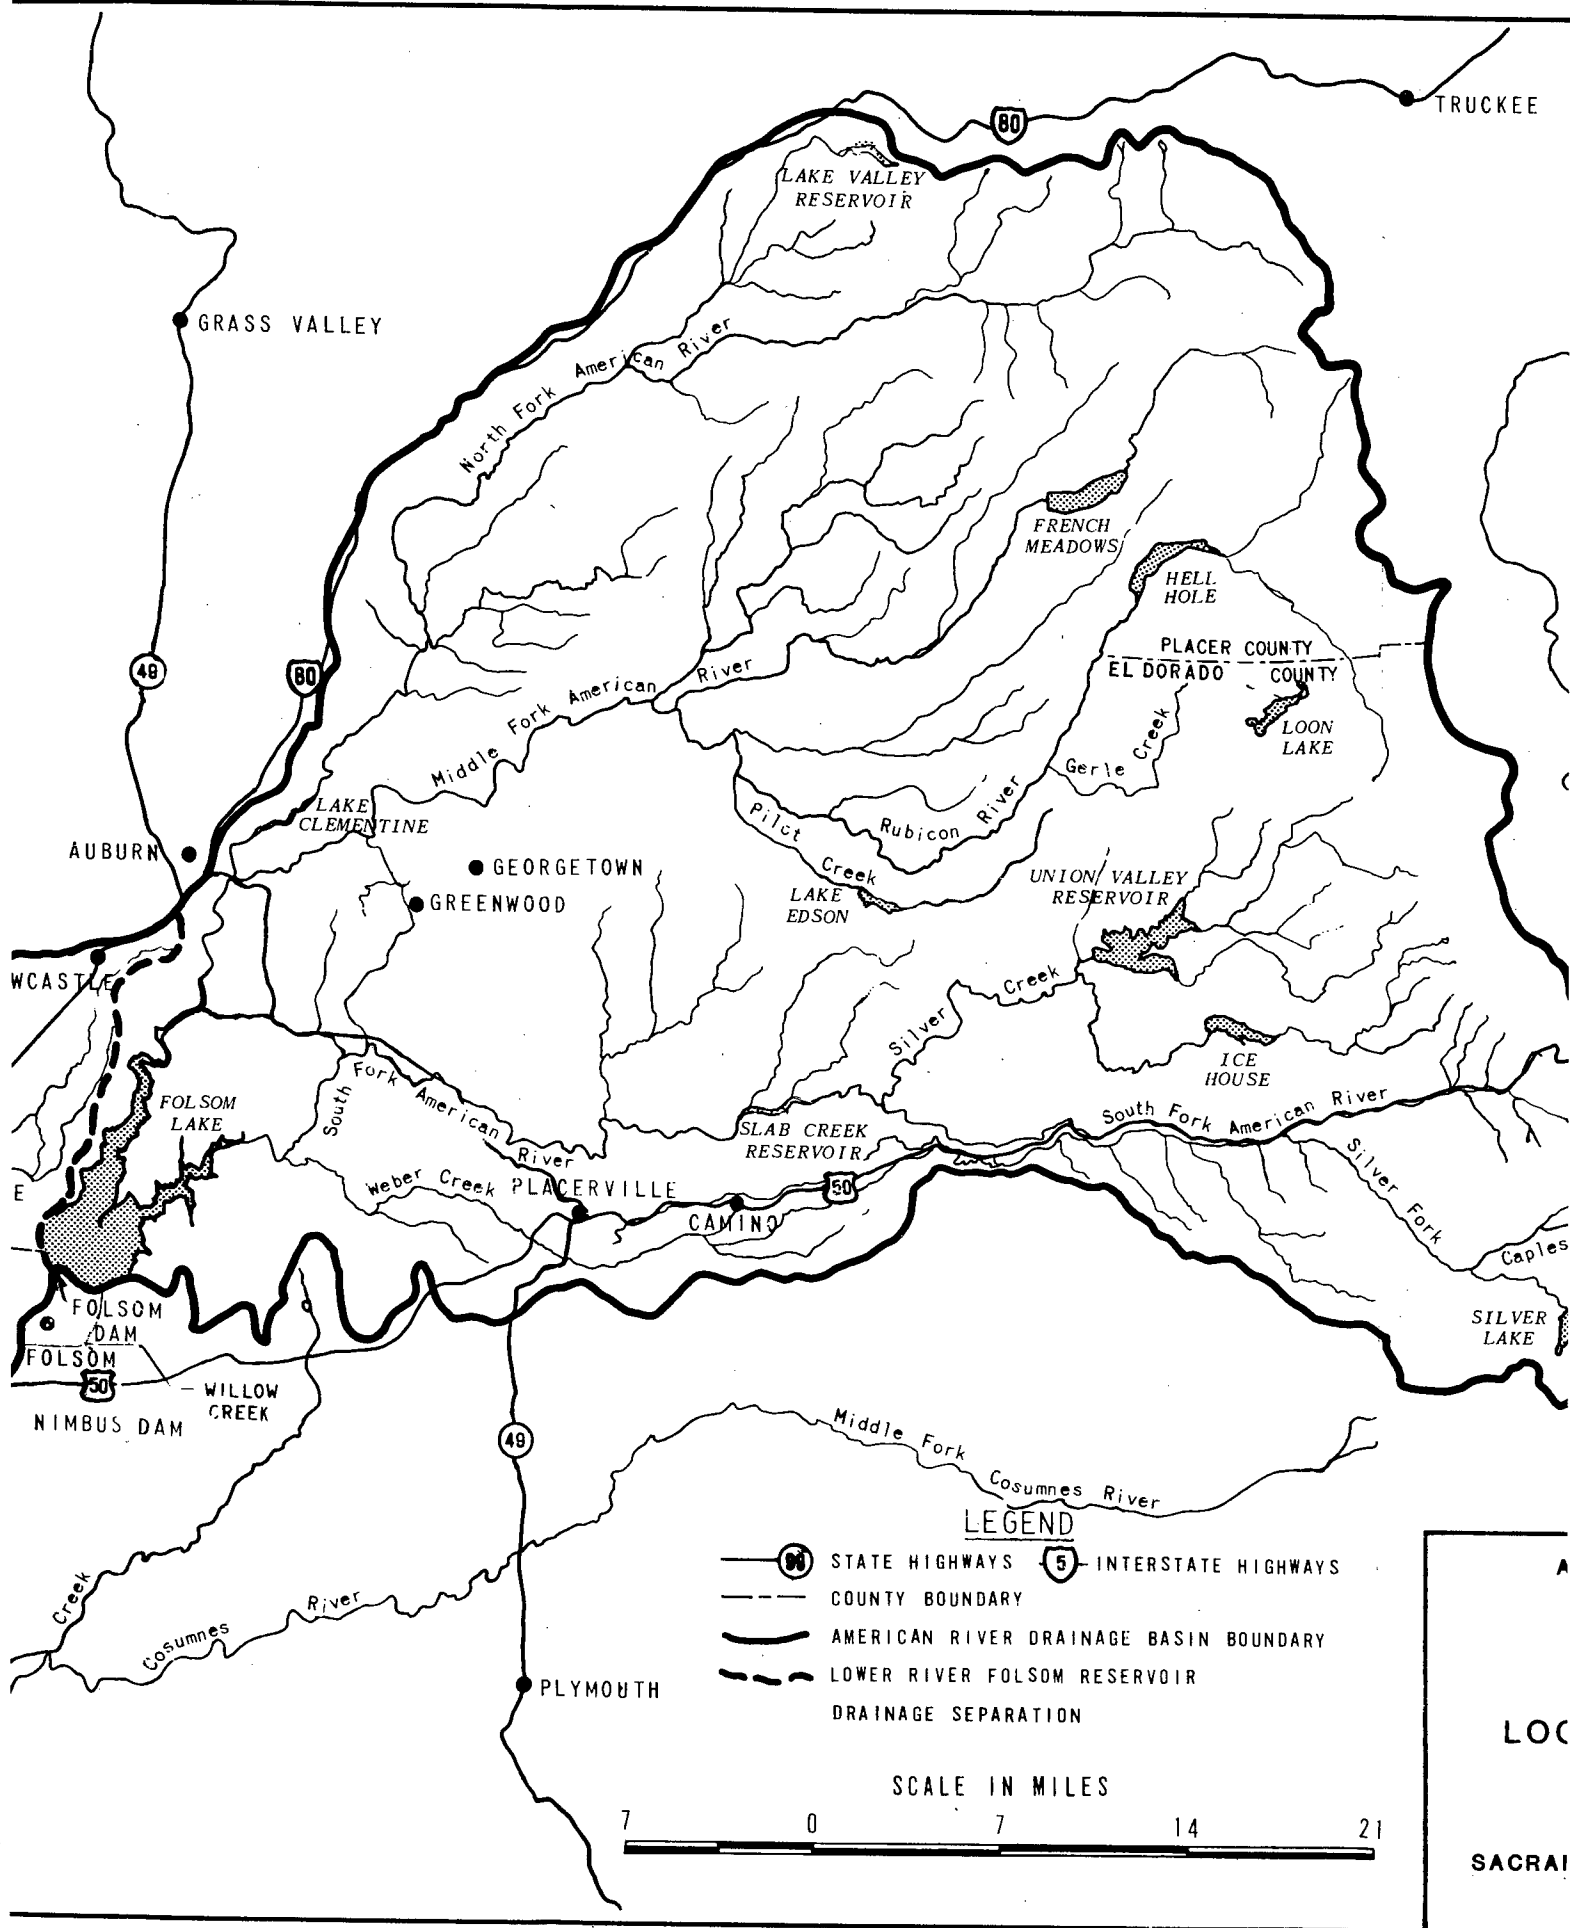 80
TRUCKEE
LAKE VALLEY
RESERVOIR
GRASS VALLEY
North Fork American River
FRENCH
MEADOWS
HELL
HOLE
PLACER COUNTY
EL DORADO COUNTY
49
80
Middle Fork American River
LOON
LAKE
Gerle Creek
LAKE
CLEMENTINE
Pilot Creek
Rubicon River
AUBURN
GEORGETOWN
GREENWOOD
LAKE
EDSON
UNION VALLEY
RESERVOIR
WCASTLE
Silver Creek
ICE
HOUSE
FOLSOM
LAKE
South Fork American River
SLAB CREEK
RESERVOIR
South Fork American River
Silver Fork
Caples
E
Weber Creek
PLACERVILLE
50
CAMINO
FOLSOM
DAM
FOLSOM
50
WILLOW
CREEK
NIMBUS DAM
SILVER
LAKE
49
Middle Fork Cosumnes River
Creek
Cosumnes River
PLYMOUTH
LEGEND
99 STATE HIGHWAYS 5 INTERSTATE HIGHWAYS
COUNTY BOUNDARY
AMERICAN RIVER DRAINAGE BASIN BOUNDARY
LOWER RIVER FOLSOM RESERVOIR
DRAINAGE SEPARATION
SCALE IN MILES
7 0 7 14 21
A
LOC
SACRA